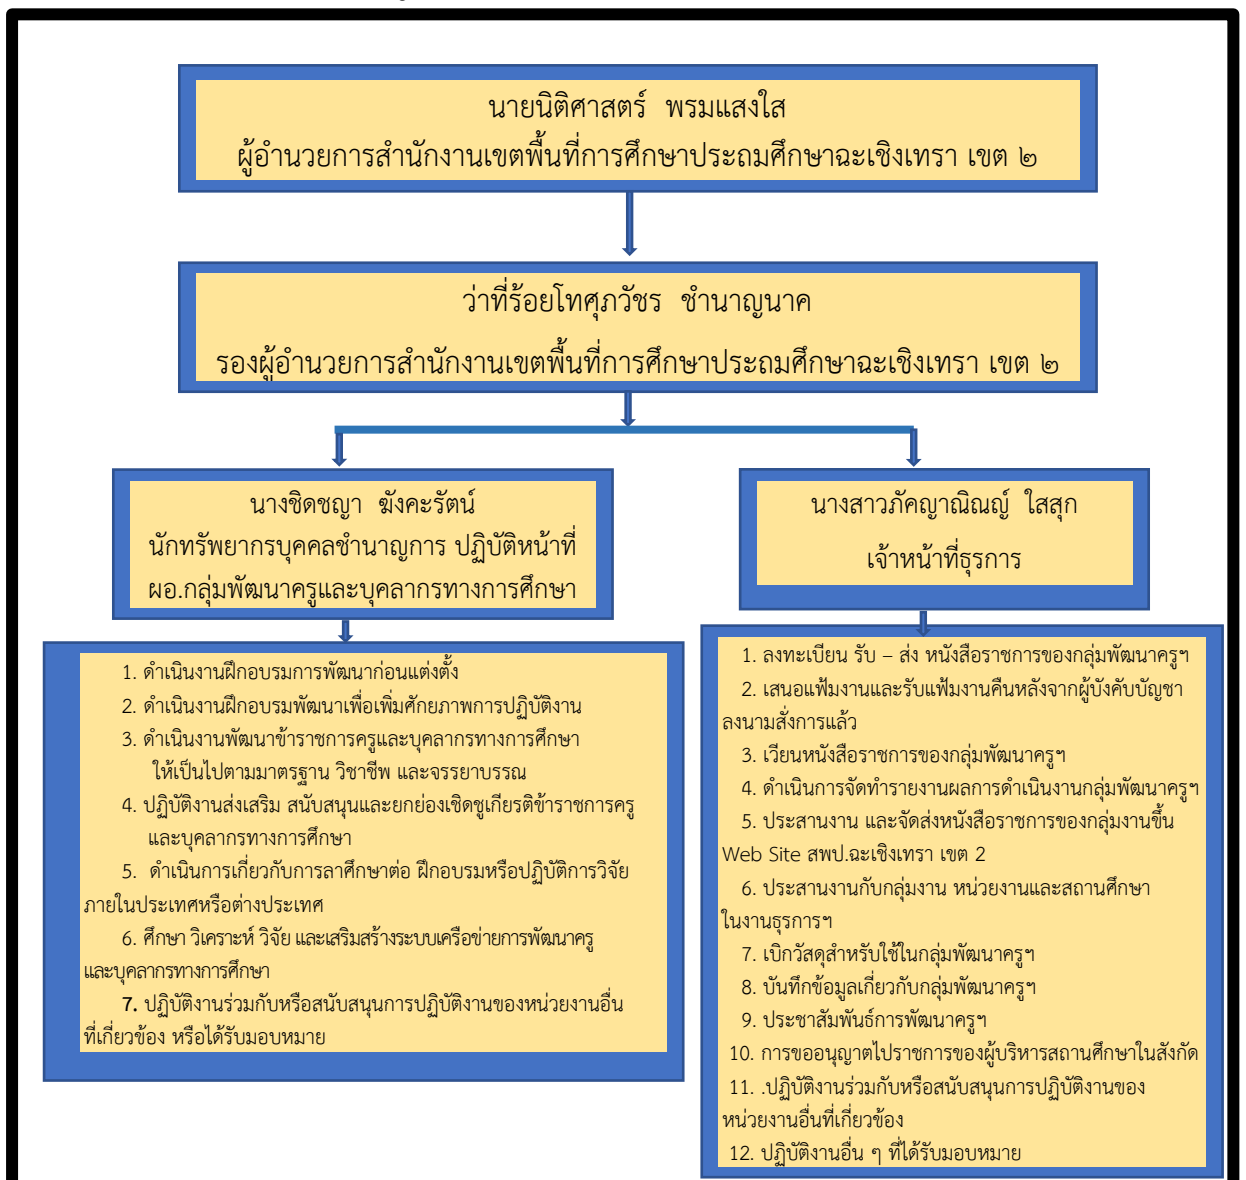 นายนิติศาสตร์ พรมแสงใส
ผู้อำนวยการสำนักงานเขตพื้นที่การศึกษาประถมศึกษาฉะเชิงเทรา เขต ๒
ว่าที่ร้อยโทศุภวัชร ชำนาญนาค
รองผู้อำนวยการสำนักงานเขตพื้นที่การศึกษาประถมศึกษาฉะเชิงเทรา เขต ๒
นางชิดชญา ฆังคะรัตน์
นักทรัพยากรบุคคลชำนาญการ ปฏิบัติหน้าที่
ผอ.กลุ่มพัฒนาครูและบุคลากรทางการศึกษา
1. ดำเนินงานฝึกอบรมการพัฒนาก่อนแต่งตั้ง
2. ดำเนินงานฝึกอบรมพัฒนาเพื่อเพิ่มศักยภาพการปฏิบัติงาน
3. ดำเนินงานพัฒนาข้าราชการครูและบุคลากรทางการศึกษา
ให้เป็นไปตามมาตรฐาน วิชาชีพ และจรรยาบรรณ
4. ปฏิบัติงานส่งเสริม สนับสนุนและยกย่องเชิดชูเกียรติข้าราชการครู
และบุคลากรทางการศึกษา
5. ดำเนินการเกี่ยวกับการลาศึกษาต่อ ฝึกอบรมหรือปฏิบัติการวิจัย
ภายในประเทศหรือต่างประเทศ
6. ศึกษา วิเคราะห์ วิจัย และเสริมสร้างระบบเครือข่ายการพัฒนาครู
และบุคลากรทางการศึกษา
7. ปฏิบัติงานร่วมกับหรือสนับสนุนการปฏิบัติงานของหน่วยงานอื่น
ที่เกี่ยวข้อง หรือได้รับมอบหมาย
นางสาวภัคญาณิณญ์ ใสสุก
เจ้าหน้าที่ธุรการ
1. ลงทะเบียน รับ – ส่ง หนังสือราชการของกลุ่มพัฒนาครูฯ
2. เสนอแฟ้มงานและรับแฟ้มงานคืนหลังจากผู้บังคับบัญชา
ลงนามสั่งการแล้ว
3. เวียนหนังสือราชการของกลุ่มพัฒนาครูฯ
4. ดำเนินการจัดทำรายงานผลการดำเนินงานกลุ่มพัฒนาครูฯ
5. ประสานงาน และจัดส่งหนังสือราชการของกลุ่มงานขึ้น
Web Site สพป.ฉะเชิงเทรา เขต 2
6. ประสานงานกับกลุ่มงาน หน่วยงานและสถานศึกษา
ในงานธุรการฯ
7. เบิกวัสดุสำหรับใช้ในกลุ่มพัฒนาครูฯ
8. บันทึกข้อมูลเกี่ยวกับกลุ่มพัฒนาครูฯ
9. ประชาสัมพันธ์การพัฒนาครูฯ
10. การขออนุญาตไปราชการของผู้บริหารสถานศึกษาในสังกัด
11. .ปฏิบัติงานร่วมกับหรือสนับสนุนการปฏิบัติงานของ
หน่วยงานอื่นที่เกี่ยวข้อง
12. ปฏิบัติงานอื่น ๆ ที่ได้รับมอบหมาย